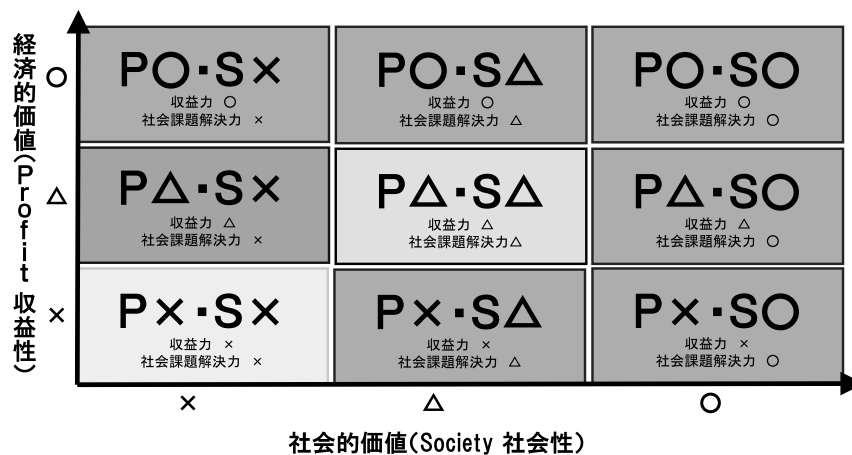 経済的価値(Profit 収益性)
○
PO・S×
収益力 ○
社会課題解決力 ×
PO・S△
収益力 ○
社会課題解決力 △
PO・SO
収益力 ○
社会課題解決力 ○
△
P△・S×
収益力 △
社会課題解決力 ×
P△・S△
収益力 △
社会課題解決力△
P△・SO
収益力 △
社会課題解決力 ○
×
P×・S×
収益力 ×
社会課題解決力 ×
P×・S△
収益力 ×
社会課題解決力 △
P×・SO
収益力 ×
社会課題解決力 ○
× △ ○
社会的価値(Society 社会性)